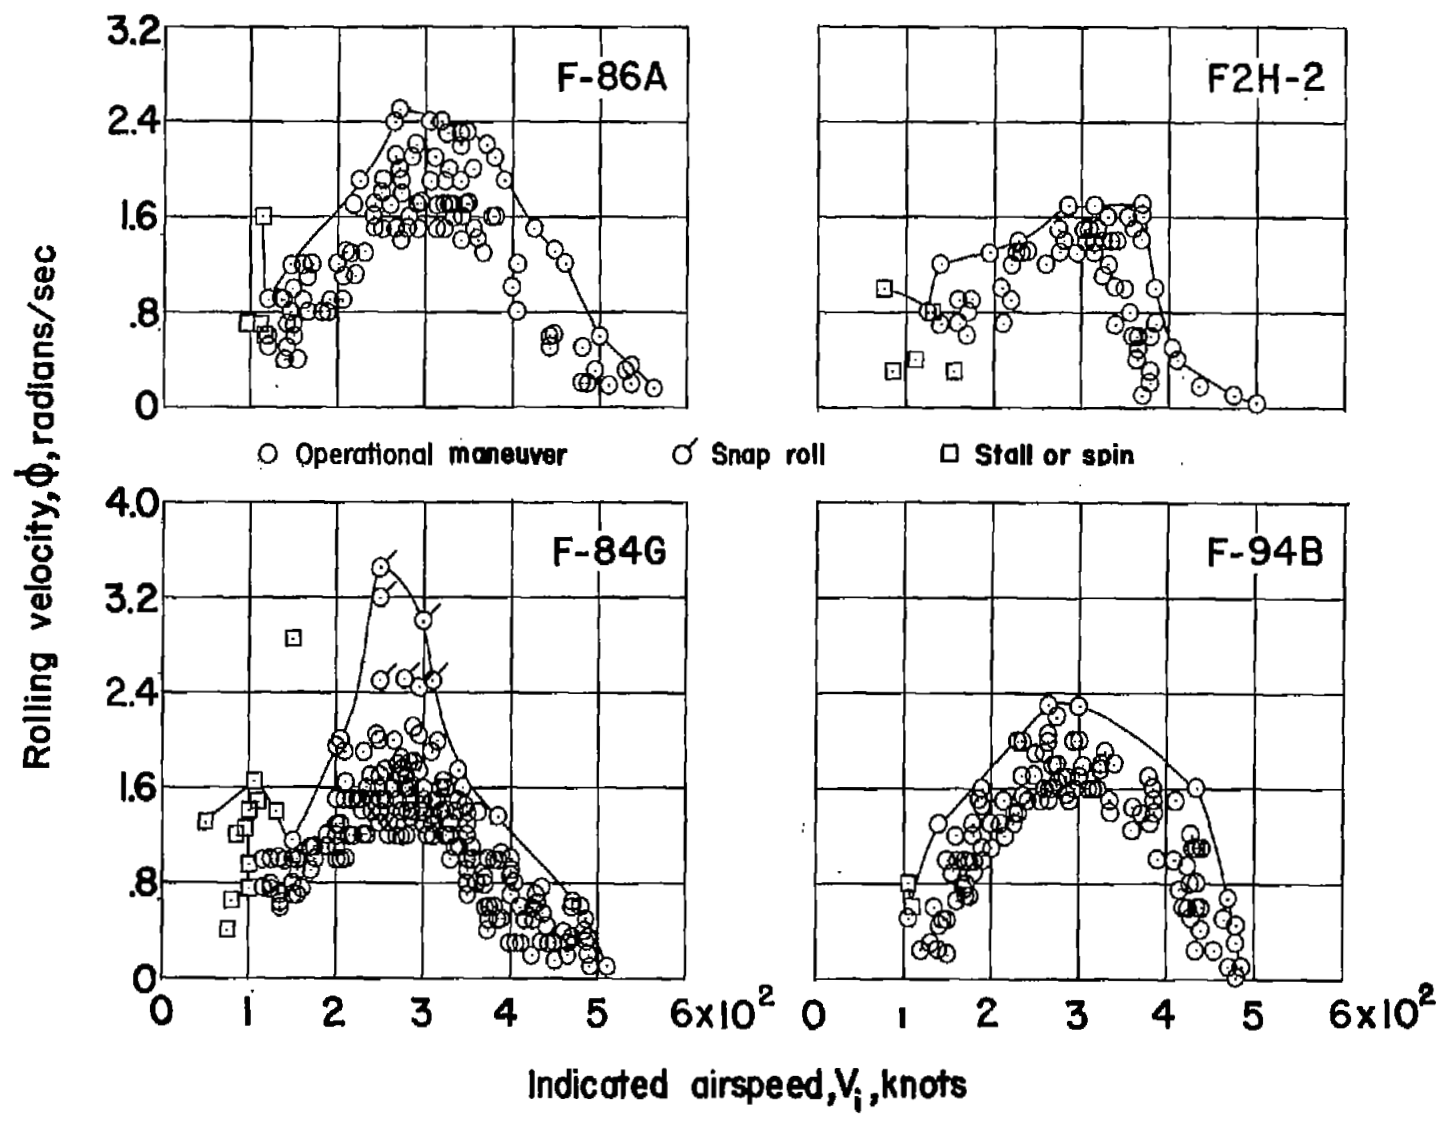 3.2
F-86A
F2H-2
2.4
1.6
.8
0
○ Operational maneuver
Snap roll
□ Stall or spin
Rolling velocity, ϕ, radians/sec
4.0
F-84G
F-94B
3.2
2.4
1.6
.8
0
0 1 2 3 4 5 6x10²
0 1 2 3 4 5 6x10²
Indicated airspeed, Vi, knots